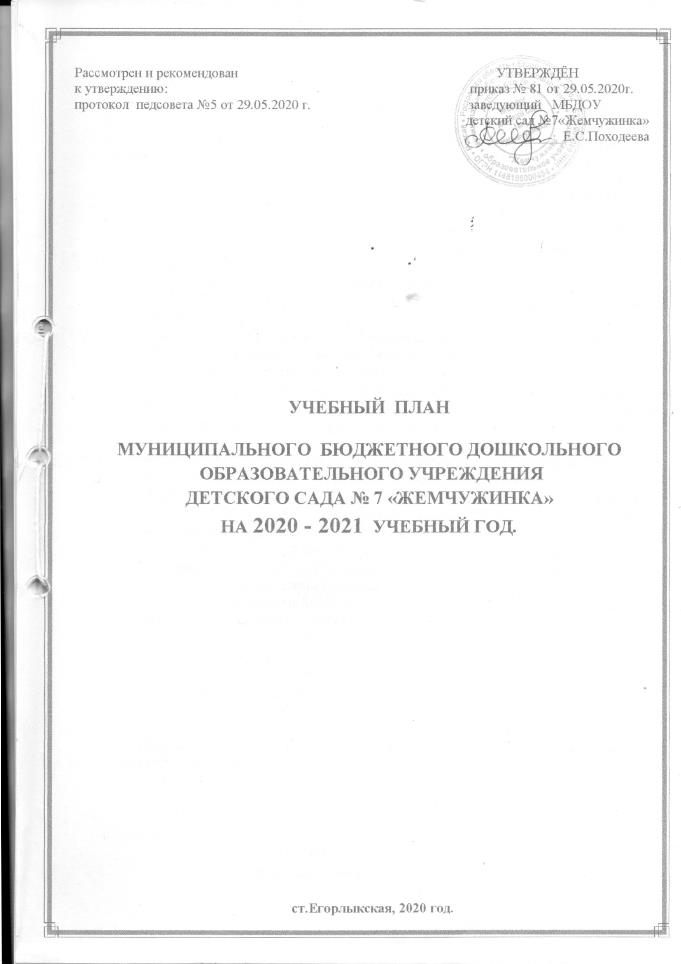 Рассмотрен и рекомендован
к утверждению:
протокол педсовета №5 от 29.05.2020 г.
УТВЕРЖДЁН
приказ № 81 от 29.05.2020г.
заведующий МБДОУ
детский сад №7«Жемчужинка»
Е.С.Походеева
УЧЕБНЫЙ ПЛАН
МУНИЦИПАЛЬНОГО БЮДЖЕТНОГО ДОШКОЛЬНОГО
ОБРАЗОВАТЕЛЬНОГО УЧРЕЖДЕНИЯ
ДЕТСКОГО САДА № 7 «ЖЕМЧУЖИНКА»
НА 2020 - 2021 УЧЕБНЫЙ ГОД.
ст.Егорлыкская, 2020 год.